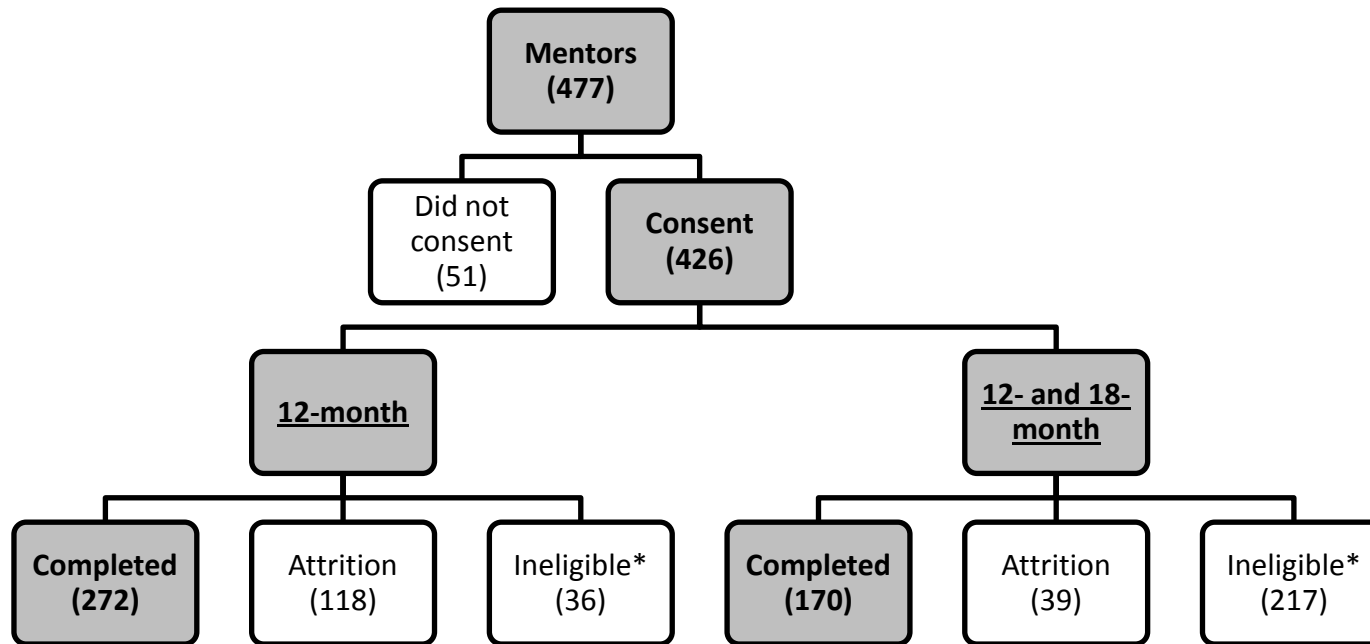 Mentors
(477)
Did not
consent
(51)
Consent
(426)
12-month
12- and 18-
month
Completed
(272)
Attrition
(118)
Ineligible*
(36)
Completed
(170)
Attrition
(39)
Ineligible*
(217)